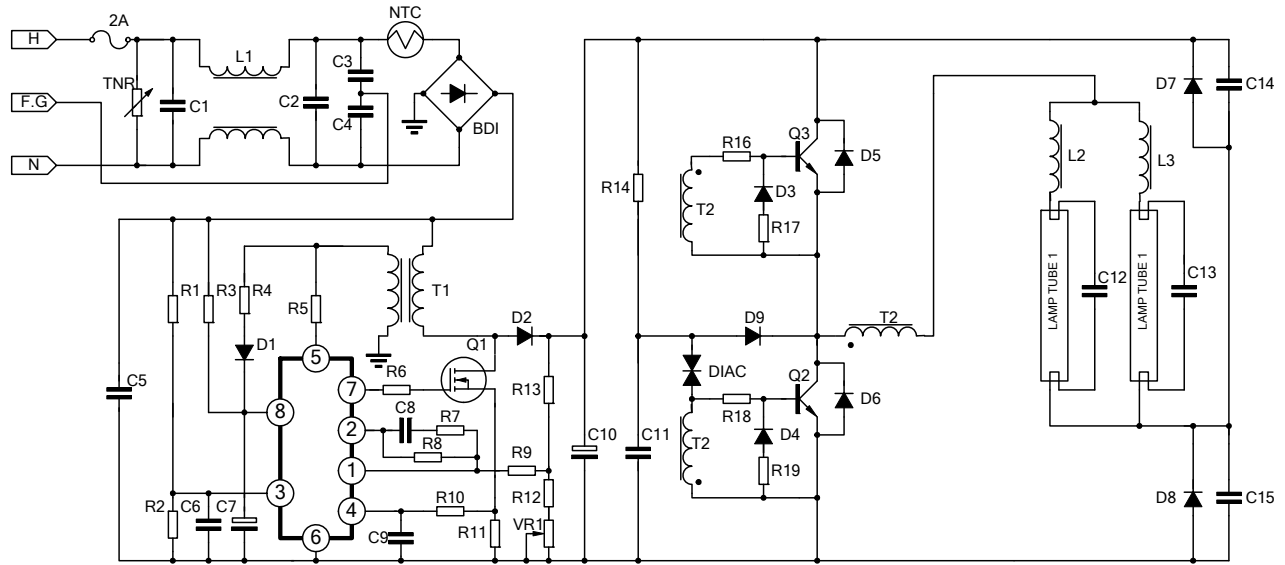 2A
NTC
H
L1
C3
TNR
C1
C2
F.G
C4
BDI
N
D7
C14
Q3
R16
D5
L2
L3
R14
D3
T2
R17
R1
R3
R4
R5
T1
LAMP TUBE 1
C12
LAMP TUBE 1
C13
D1
D2
D9
T2
Q1
5
R6
R13
DIAC
Q2
C5
7
8
C8
R7
R18
D6
2
R8
C10
C11
T2
D4
1
R9
R19
3
R2
C6
C7
4
R10
R12
D8
C15
6
C9
R11
VR1